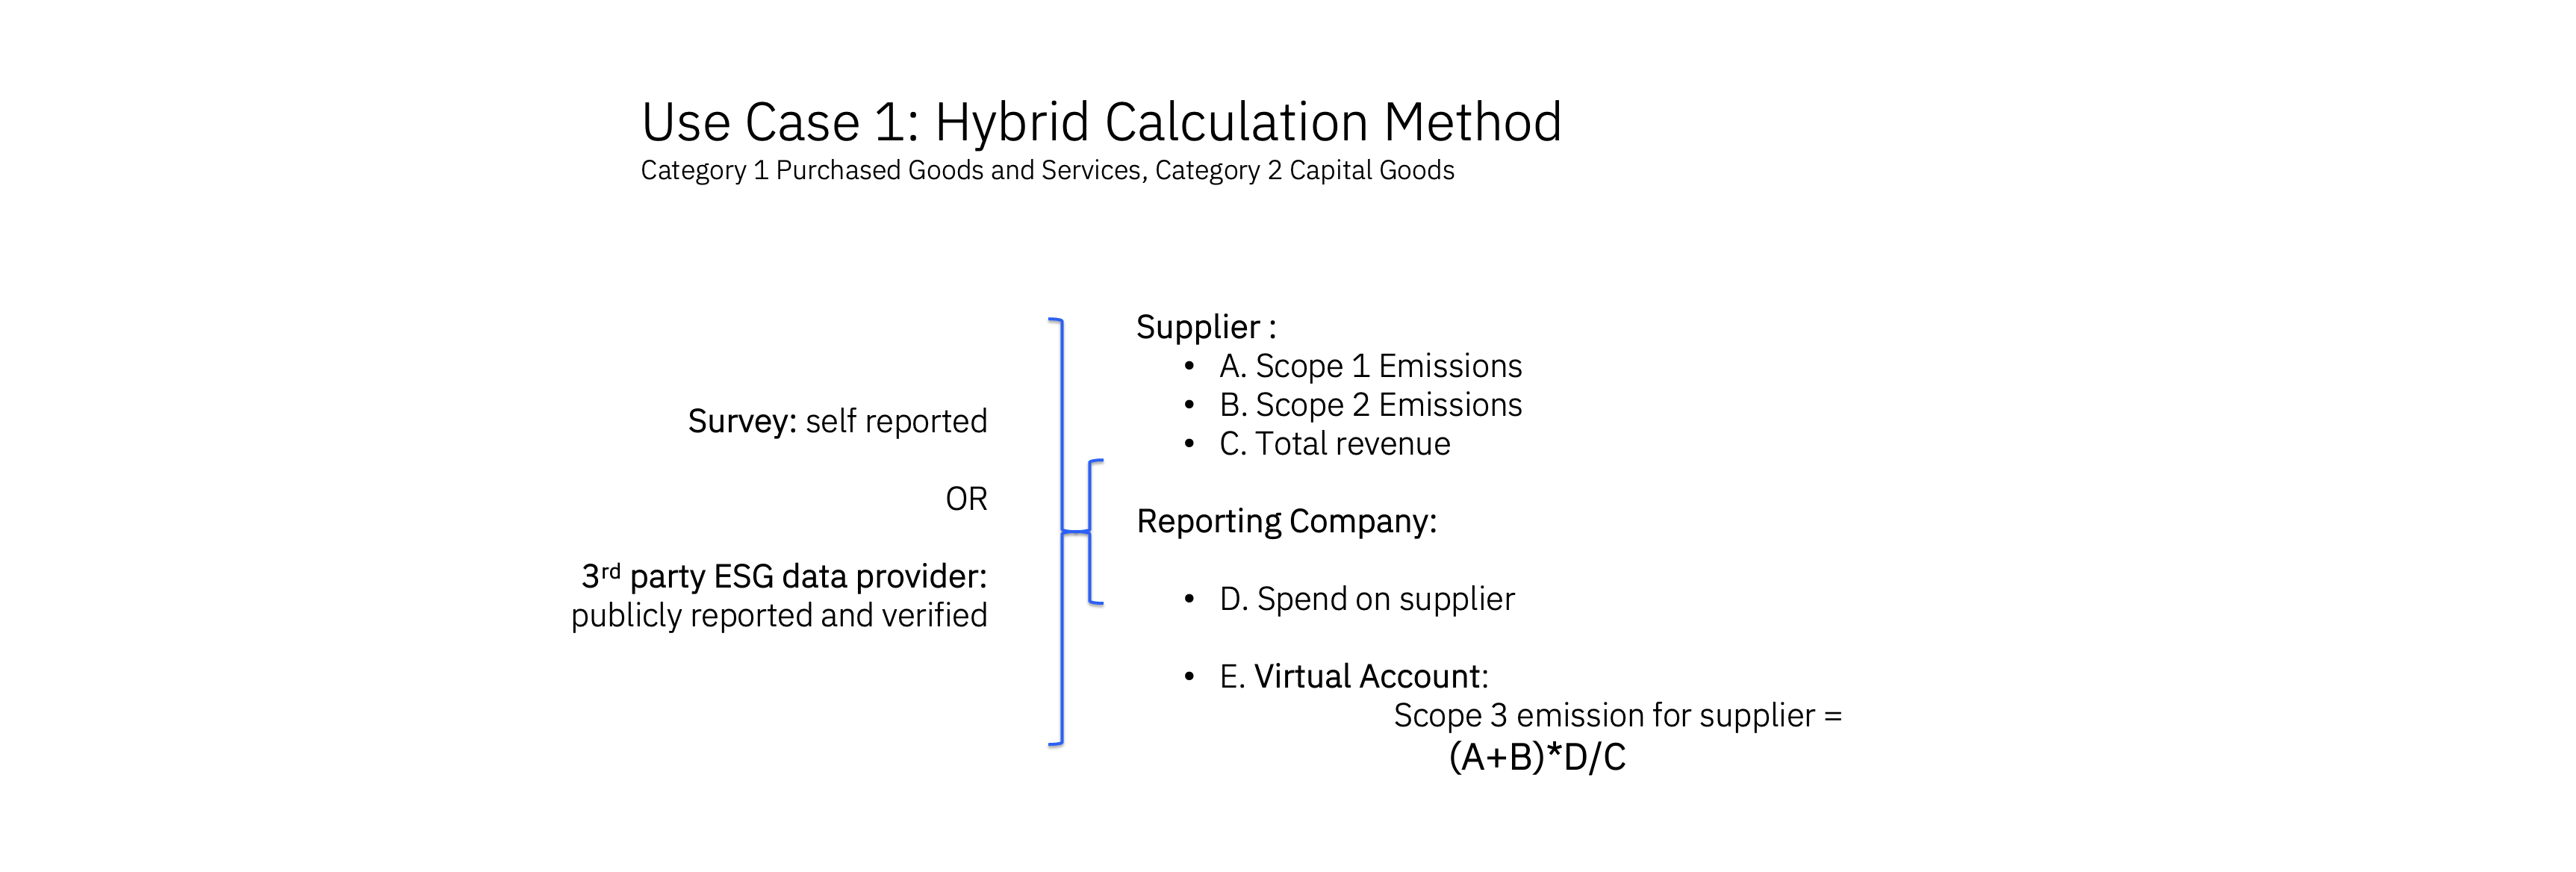 Use Case 1: Hybrid Calculation Method
Category 1 Purchased Goods and Services, Category 2 Capital Goods
Survey: self reported
OR
3rd party ESG data provider:
publicly reported and verified
Supplier :
• A. Scope 1 Emissions
• B. Scope 2 Emissions
• C. Total revenue
Reporting Company:
• D. Spend on supplier
• E. Virtual Account:
Scope 3 emission for supplier =
(A+B)*D/C